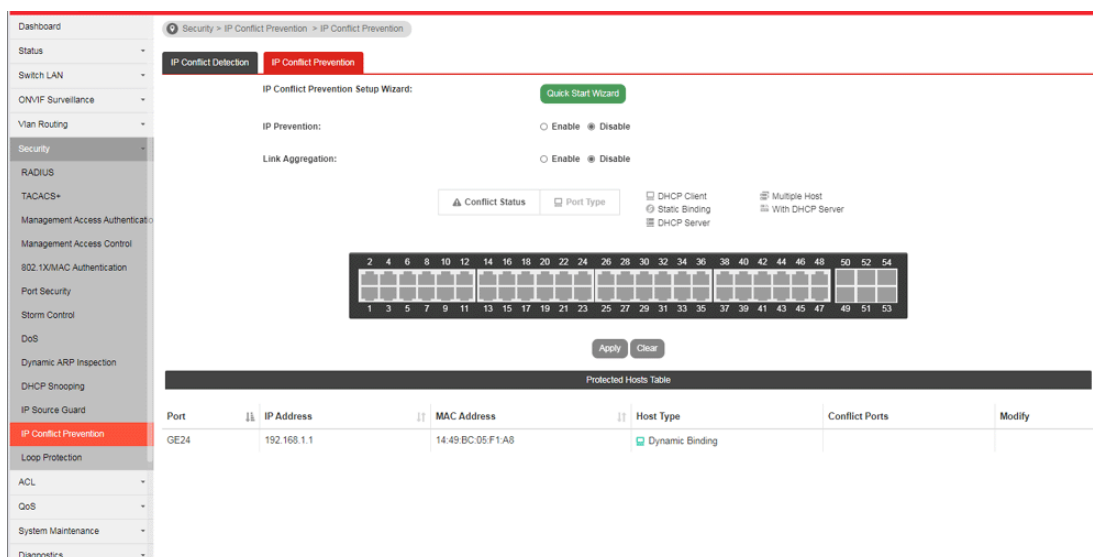 Dashboard
Security > IP Conflict Prevention > IP Conflict Prevention
Status
Switch LAN
ONVIF Surveillance
Vlan Routing
Security
RADIUS
TACACS+
Management Access Authenticatio
Management Access Control
802.1X/MAC Authentication
Port Security
Storm Control
DoS
Dynamic ARP Inspection
DHCP Snooping
IP Source Guard
IP Conflict Prevention
Loop Protection
ACL
QoS
System Maintenance
Diagnostics
IP Conflict Detection
IP Conflict Prevention
IP Conflict Prevention Setup Wizard:
Quick Start Wizard
IP Prevention:
Enable Disable
Link Aggregation:
Enable Disable
Conflict Status
Port Type
DHCP Client
Multiple Host
Static Binding
With DHCP Server
DHCP Server
2 4 6 8 10 12 14 16 18 20 22 24 26 28 30 32 34 36 38 40 42 44 46 48 50 52 54
1 3 5 7 9 11 13 15 17 19 21 23 25 27 29 31 33 35 37 39 41 43 45 47 49 51 53
Apply
Clear
Protected Hosts Table
Port IP Address MAC Address Host Type Conflict Ports Modify
GE24 192.168.1.1 14:49:BC:05:F1:A8 Dynamic Binding